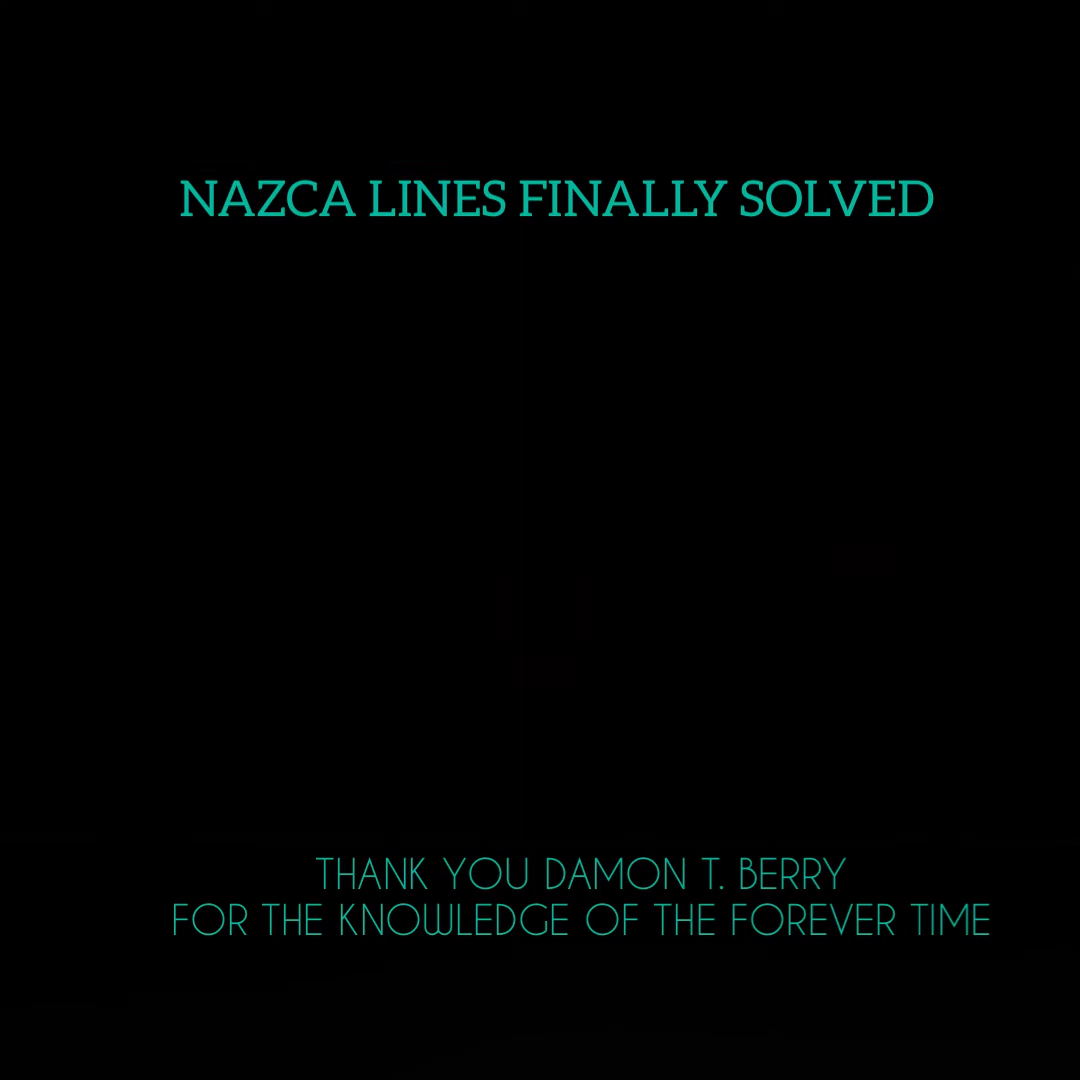 NAZCA LINES FINALLY SOLVED
THANK YOU DAMON T. BERRY
FOR THE KNOWLEDGE OF THE FOREVER TIME